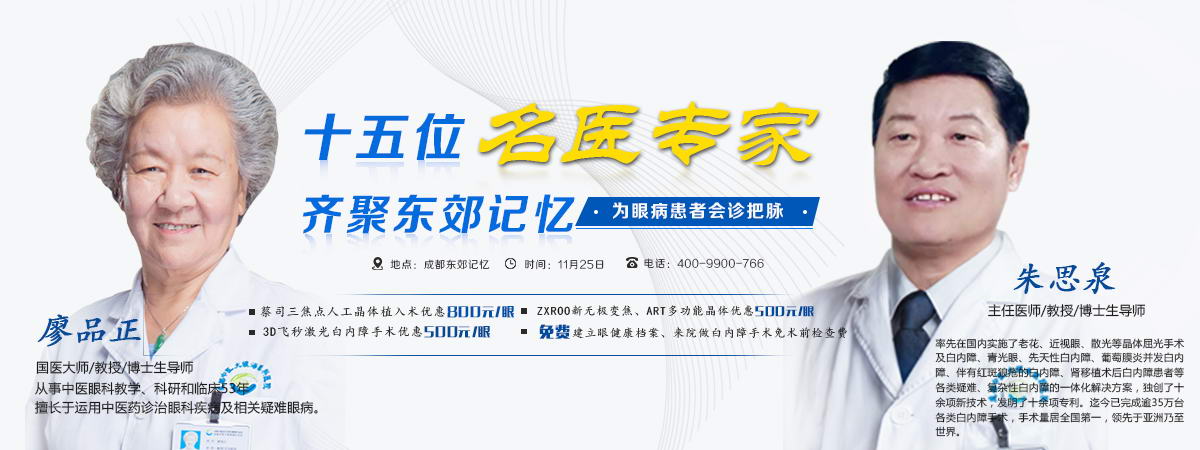 十五位 名医专家
齐聚东郊记忆 · 为眼病患者会诊把脉 ·
地点：成都东郊记忆 时间：11月25日 电话：400-9900-766
■ 蔡司三焦点人工晶体植入术优惠800元/眼 ■ ZXR00新无极变焦、ART多功能晶体优惠500元/眼
■ 3D飞秒激光白内障手术优惠500元/眼 ■ 免费建立眼健康档案、来院做白内障手术免术前检查费
廖品正
国医大师/教授/博士生导师
从事中医眼科教学、科研和临床53年
擅长于运用中医药诊治眼科疾病及相关疑难眼病。
朱思泉
主任医师/教授/博士生导师
率先在国内实施了老花、近视眼、散光等晶体屈光手术
及白内障、青光眼、先天性白内障、葡萄膜炎并发白内
障、伴有红斑狼疮的白内障、肾移植术后白内障患者等
各类疑难、复杂性白内障的一体化解决方案，独创了十
余项新技术，发明了十余项专利。迄今已完成逾35万台
各类白内障手术，手术量居全国第一，领先于亚洲乃至
世界。